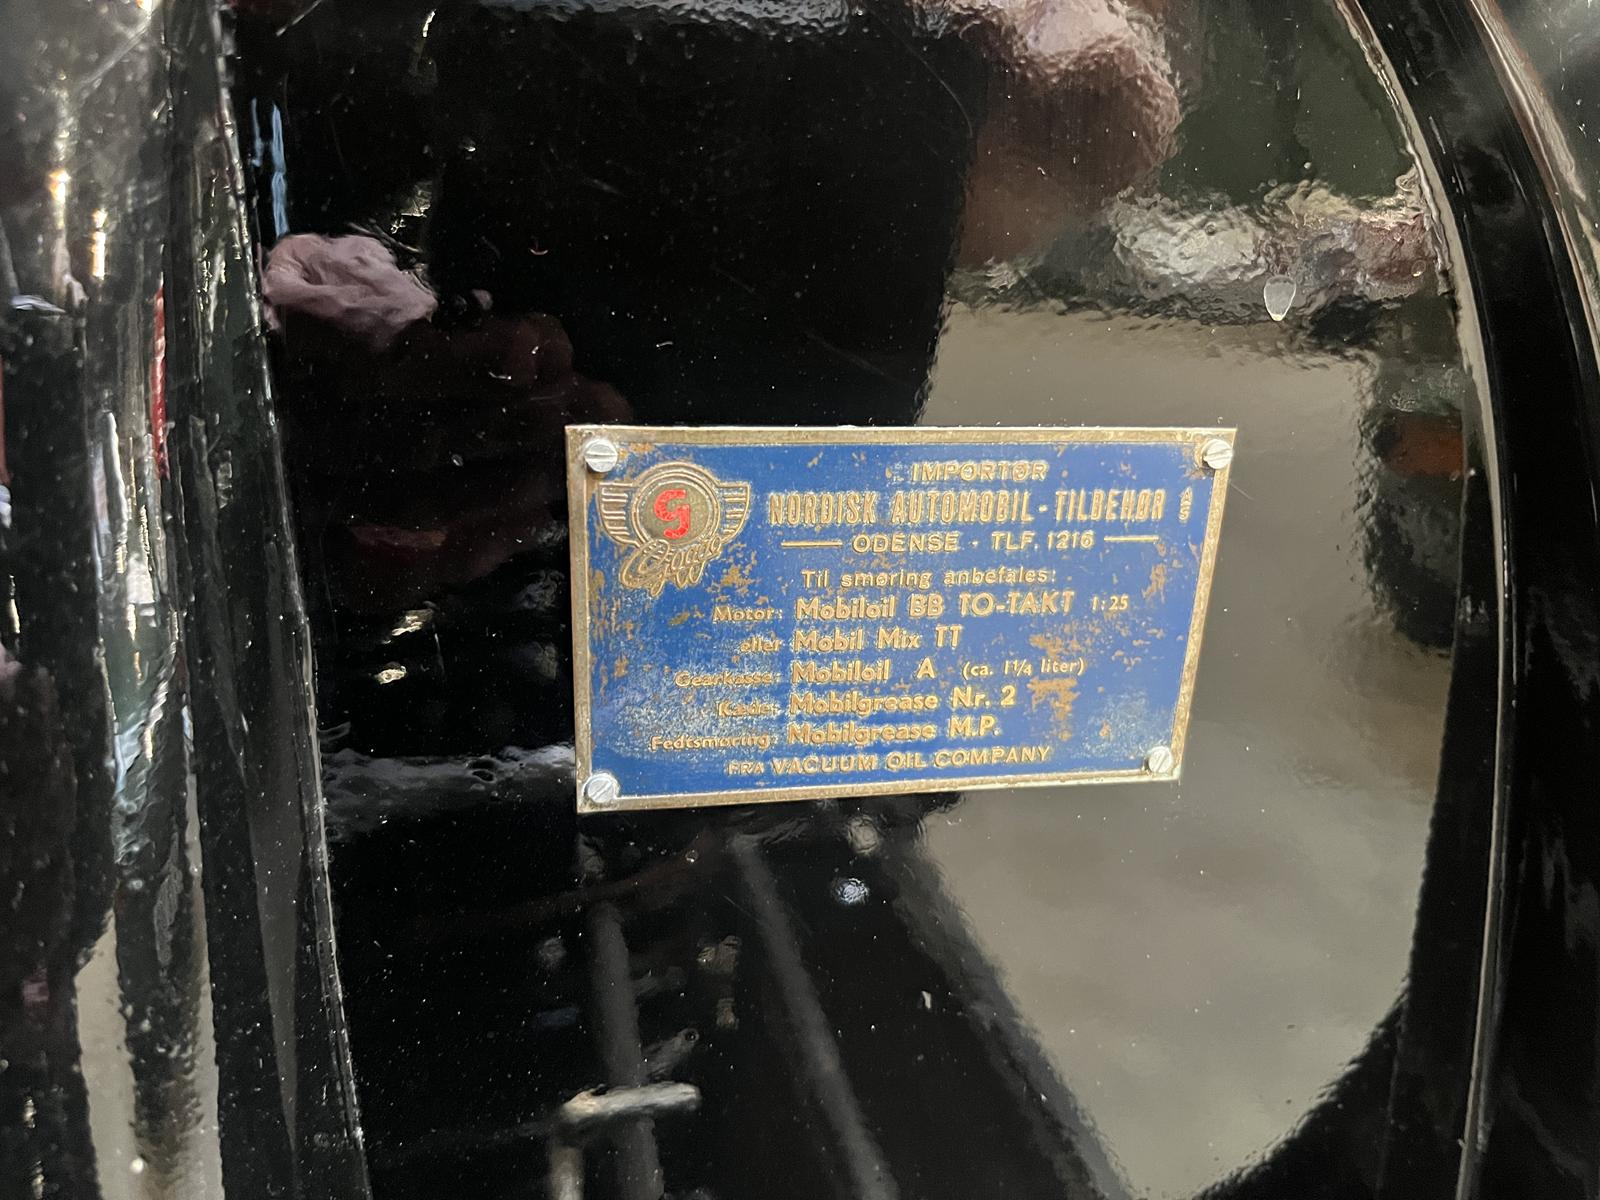 IMPORTØR
G
NORDISK AUTOMOBIL-TILBEHØR A/S
ODENSE - TLF. 1216
Til smøring anbefales:
Motor: Mobiloil BB TO-TAKT 1:25
eller Mobil Mix TT
Gearkasse: Mobiloil A (ca. 1¼ liter)
Kæde: Mobilgrease Nr. 2
Fedtsmøring: Mobilgrease M.P.
FRA VACUUM OIL COMPANY